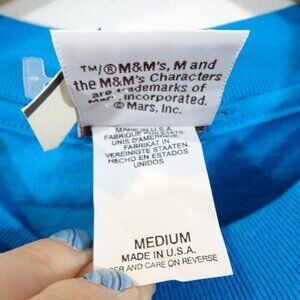 TM/® M&M's, M and
the M&M's Characters
are trademarks of
Mars, Incorporated.
© Mars, Inc.
MADE IN U.S.A.
FABRIQUE AUX ETATS-
UNIS D'AMERIQUE
FABRIKAT IN
VEREINIGTE STAATEN.
HECHO EN ESTADOS
UNIDOS
MEDIUM
MADE IN U.S.A.
AND CARE ON REVERSE